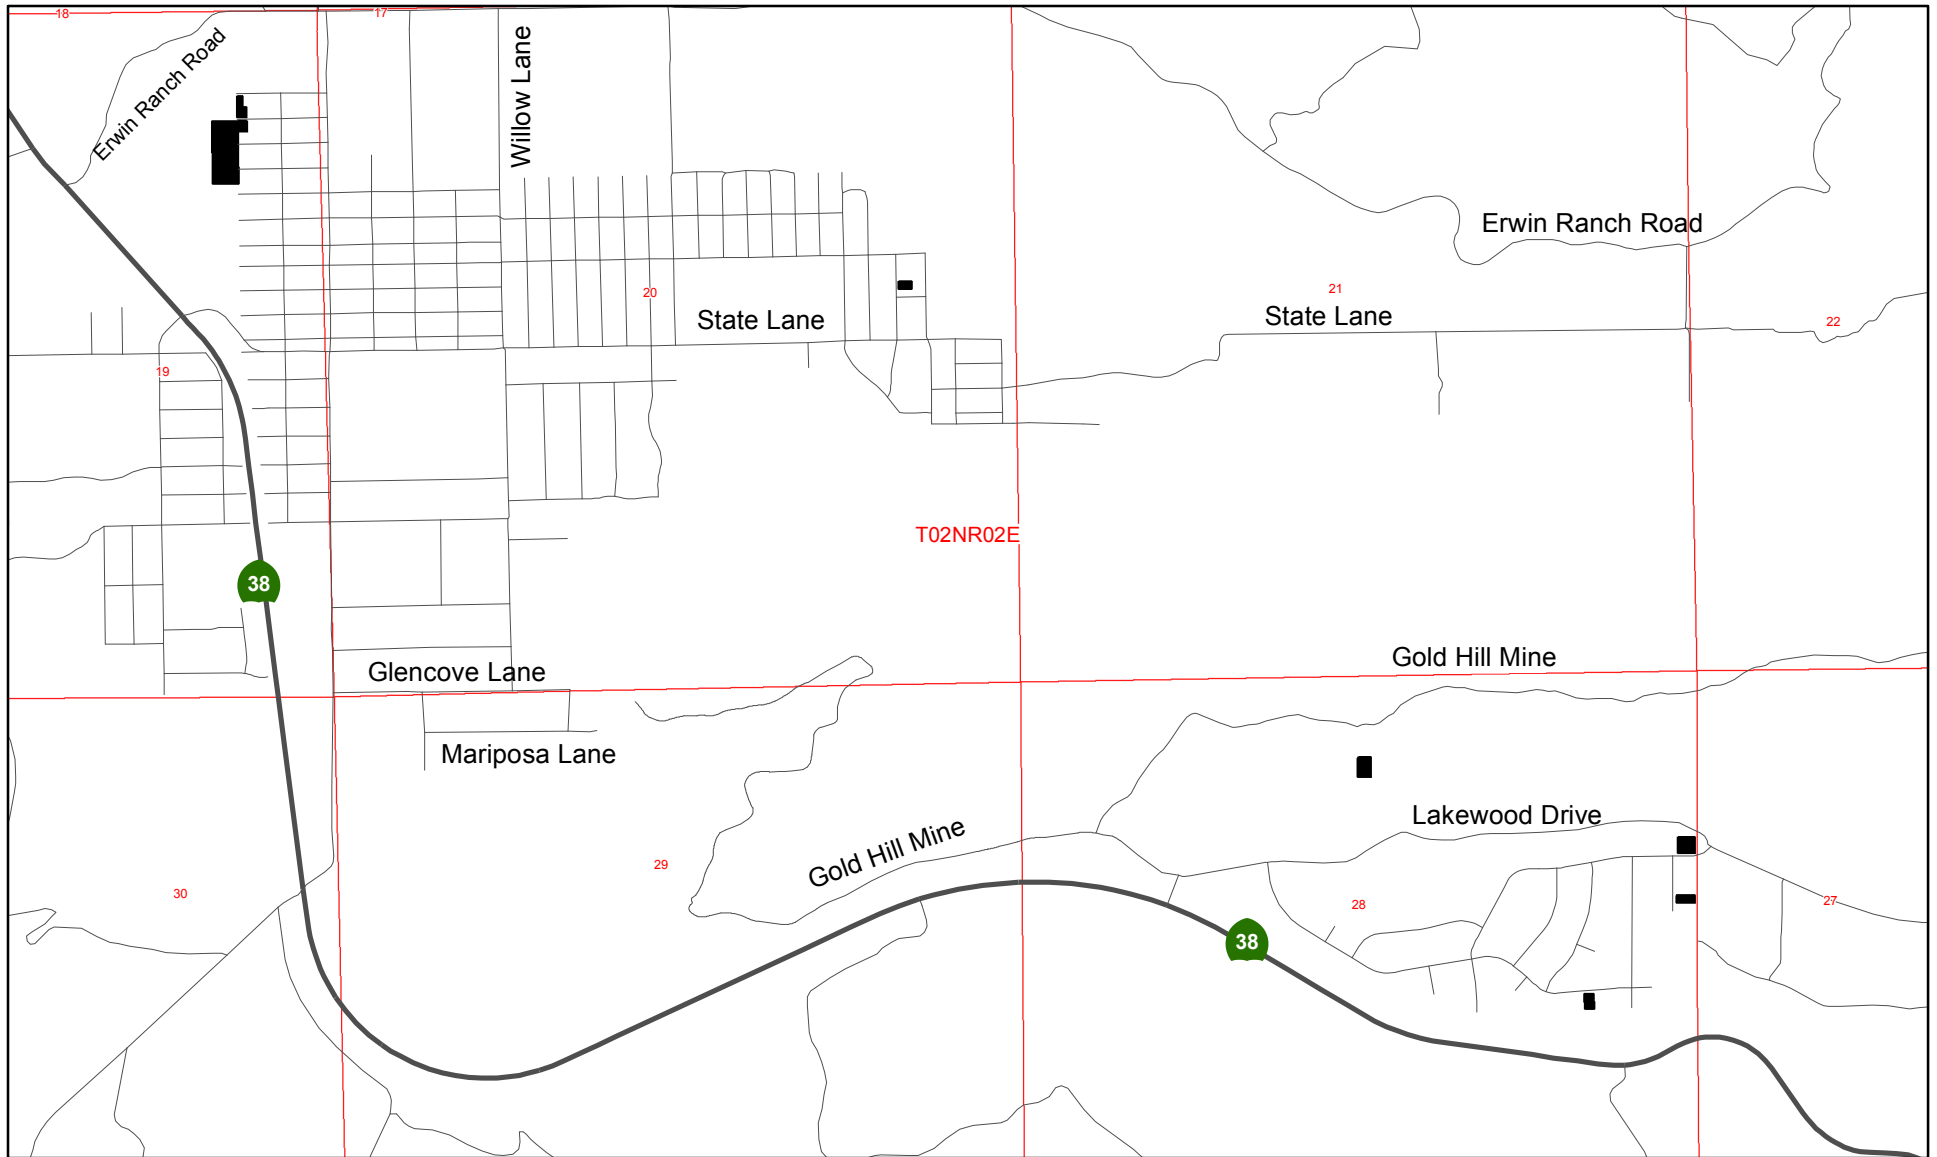 18
17
Erwin Ranch Road
Willow Lane
Erwin Ranch Road
20
21
State Lane
State Lane
22
19
T02NR02E
38
Glencove Lane
Gold Hill Mine
Mariposa Lane
Lakewood Drive
Gold Hill Mine
29
30
28
27
38